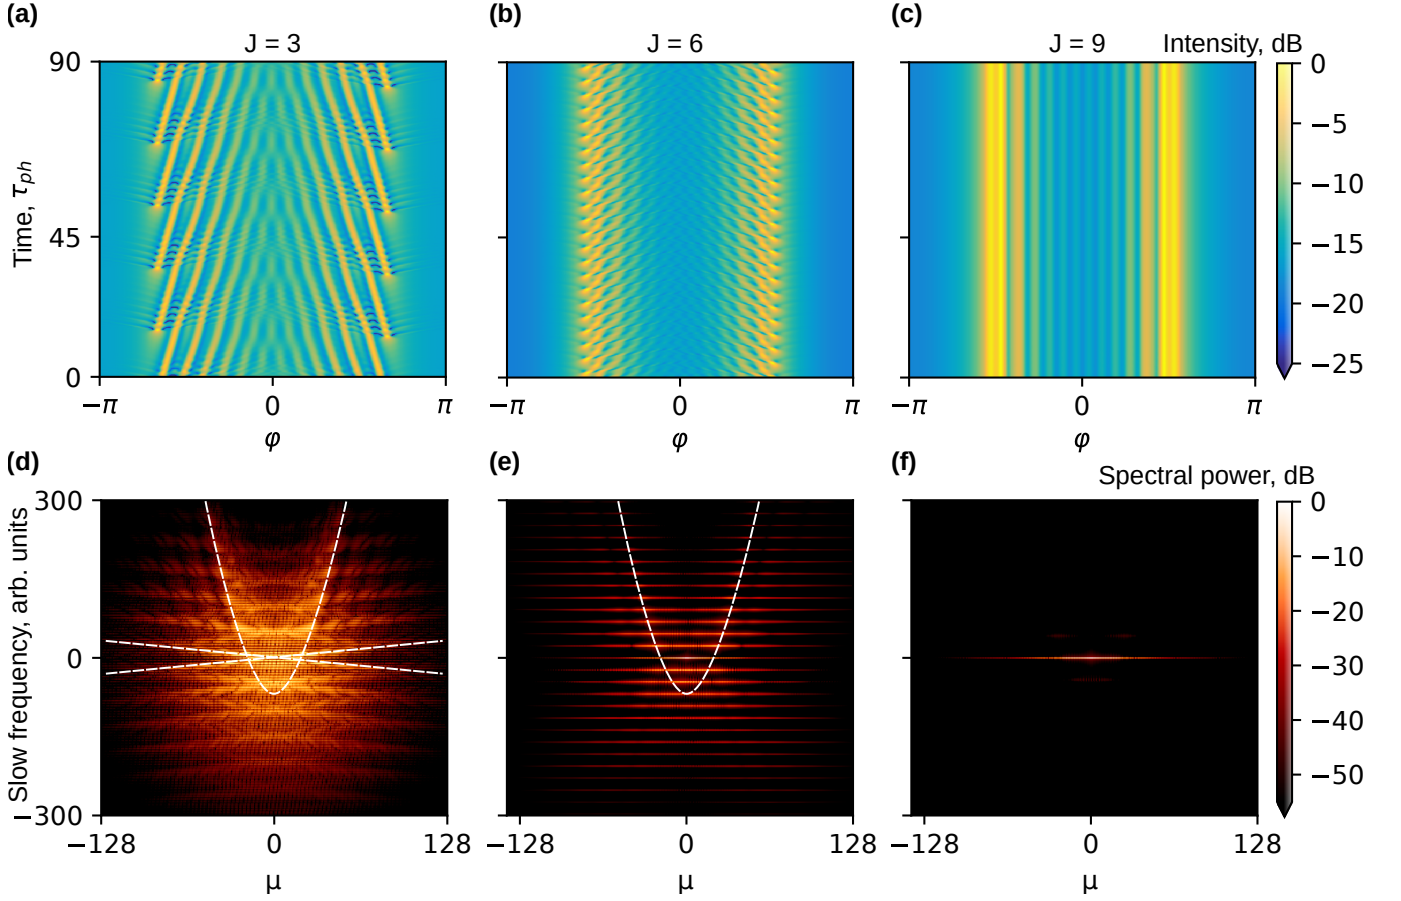 (a)
(b)
(c)
J = 3
J = 6
J = 9
Intensity, dB
90
45
0
Time, τph
−π
0
π
φ
−π
0
π
φ
−π
0
π
φ
0
−5
−10
−15
−20
−25
(d)
(e)
(f)
Spectral power, dB
300
0
−300
Slow frequency, arb. units
−128
0
128
μ
−128
0
128
μ
−128
0
128
μ
0
−10
−20
−30
−40
−50